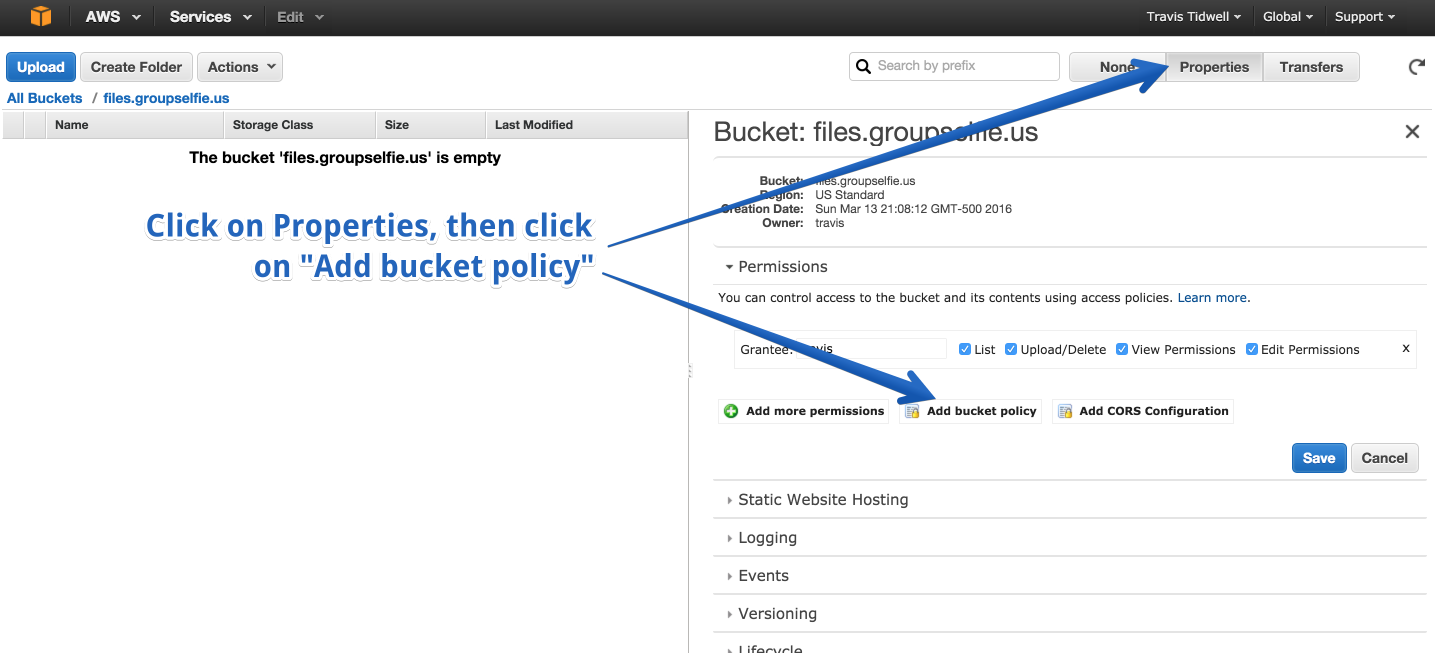 AWS Services Edit Travis Tidwell Global Support
Upload Create Folder Actions Search by prefix None Properties Transfers
All Buckets / files.groupselfie.us
Name Storage Class Size Last Modified
The bucket 'files.groupselfie.us' is empty
Click on Properties, then click
on "Add bucket policy"
Bucket: files.groupselfie.us
Bucket: files.groupselfie.us
Region: US Standard
Creation Date: Sun Mar 13 21:08:12 GMT-500 2016
Owner: travis
Permissions
You can control access to the bucket and its contents using access policies. Learn more.
Grantee: travis List Upload/Delete View Permissions Edit Permissions x
Add more permissions Add bucket policy Add CORS Configuration
Save Cancel
Static Website Hosting
Logging
Events
Versioning
Lifecycle